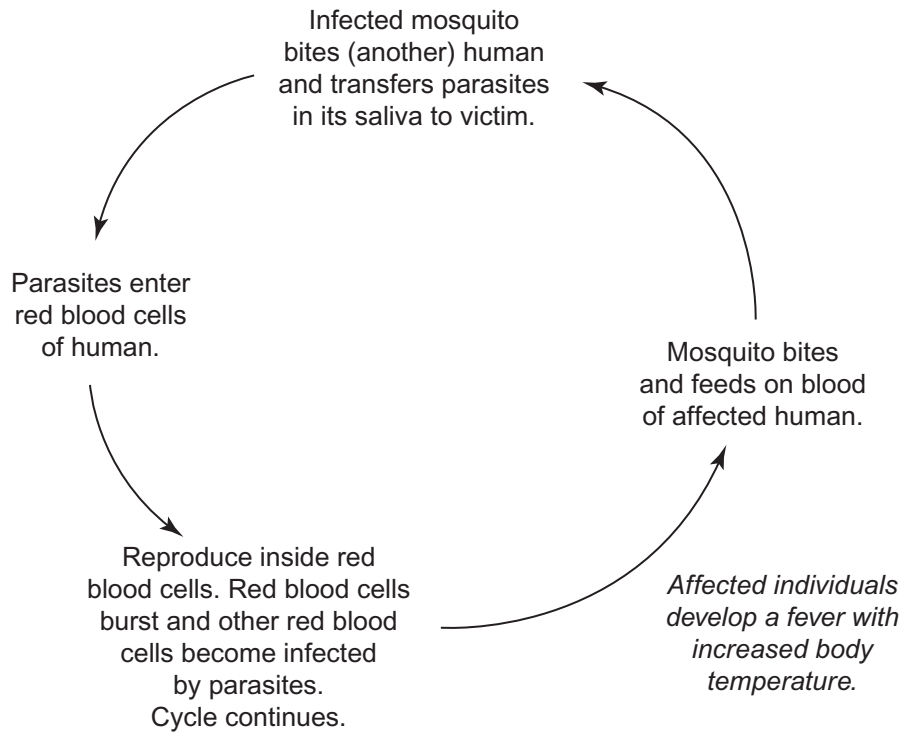 Infected mosquito
bites (another) human
and transfers parasites
in its saliva to victim.
Parasites enter
red blood cells
of human.
Reproduce inside red
blood cells. Red blood cells
burst and other red blood
cells become infected
by parasites.
Cycle continues.
Mosquito bites
and feeds on blood
of affected human.
Affected individuals
develop a fever with
increased body
temperature.